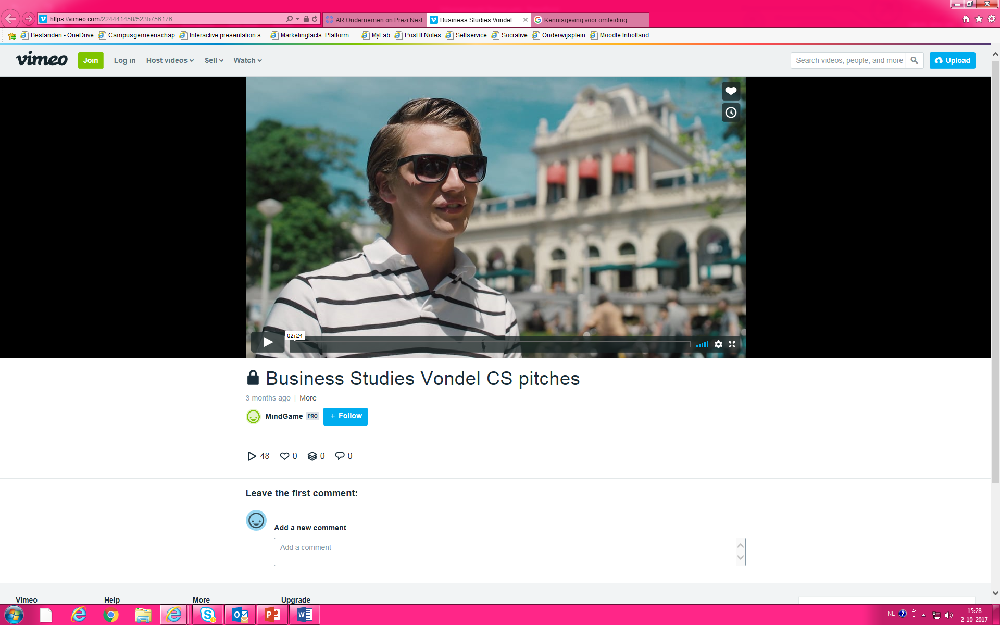 https://vimeo.com/224441458/523b756176
AR Ondernemen on Prezi Next
Business Studies Vondel ...
Kennisgeving voor omleiding
Bestanden - OneDrive
Campusgemeenschap
Interactive presentation s...
Marketingfacts Platform ...
MyLab
Post It Notes
Selfservice
Socrative
Onderwijsplein
Moodle Inholland
vimeo
Join
Log in
Host videos
Sell
Watch
Search videos, people, and more
Upload
02:24
Business Studies Vondel CS pitches
3 months ago | More
MindGame PRO + Follow
48 0 0 0
Leave the first comment:
Add a new comment
Add a comment
Vimeo Help More Upgrade
NL
15:28
2-10-2017